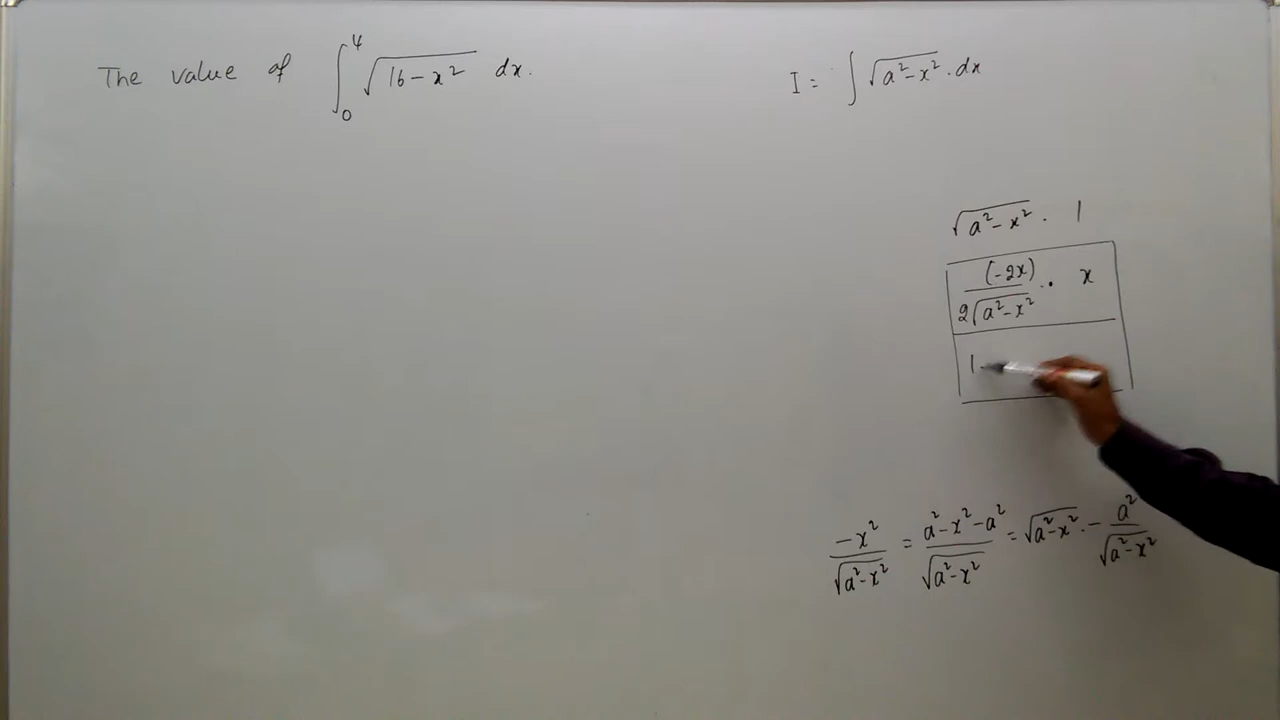 The value of ∫₀⁴ √(16 − x²) dx.
I = ∫ √(a² − x²) . dx
√(a² − x²) . 1
(-2x) / 2√(a² − x²) . x
1
−x² / √(a² − x²) = (a² − x² − a²) / √(a² − x²) = √(a² − x²) . − a² / √(a² − x²)